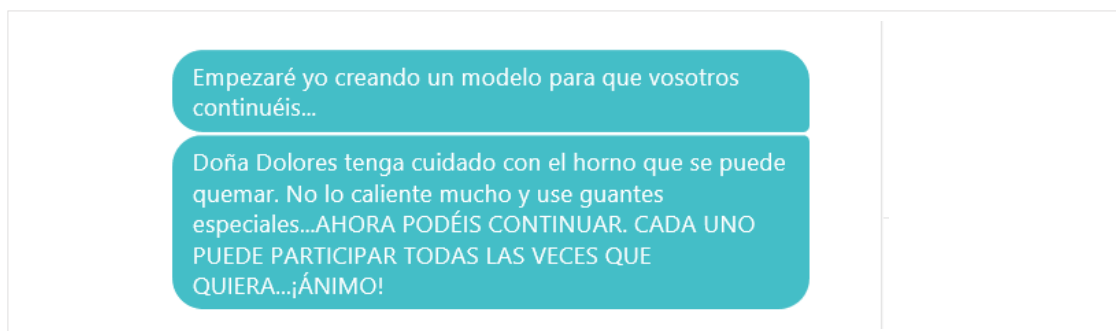 Empezaré yo creando un modelo para que vosotros
continuéis...
Doña Dolores tenga cuidado con el horno que se puede
quemar. No lo caliente mucho y use guantes
especiales...AHORA PODÉIS CONTINUAR. CADA UNO
PUEDE PARTICIPAR TODAS LAS VECES QUE
QUIERA...¡ÁNIMO!